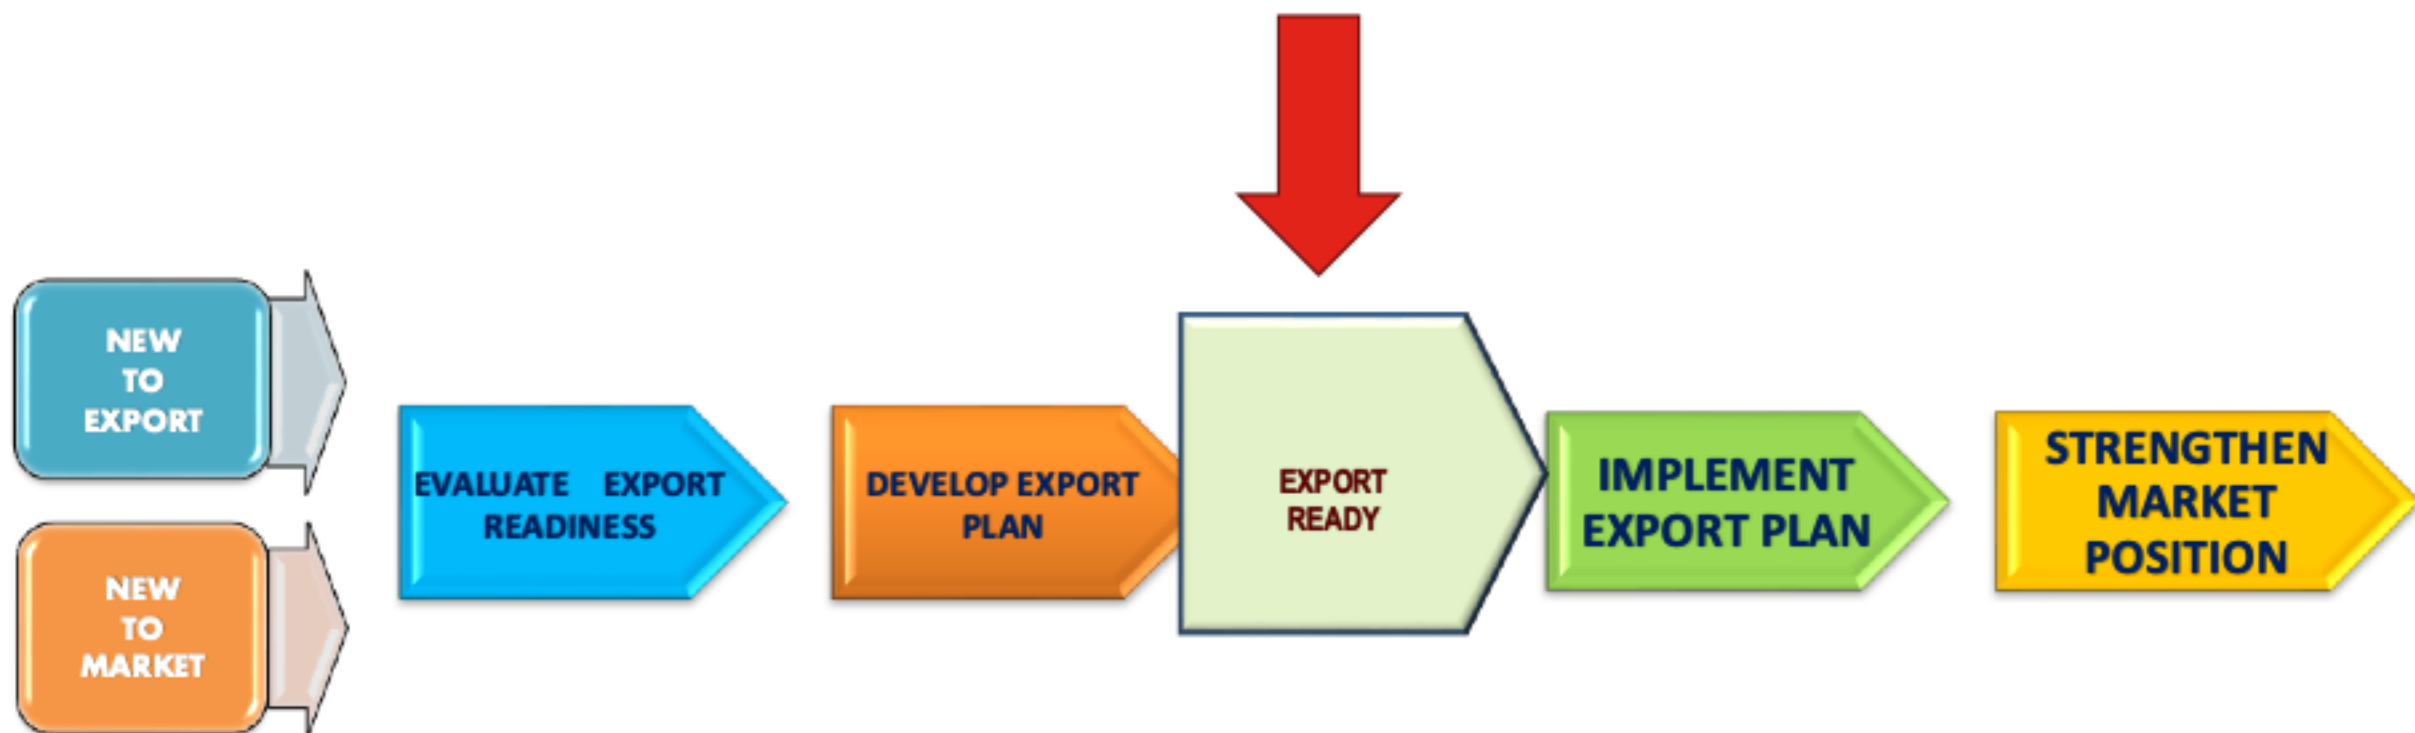 NEW
TO
EXPORT
NEW
TO
MARKET
EVALUATE EXPORT
READINESS
DEVELOP EXPORT
PLAN
EXPORT
READY
IMPLEMENT
EXPORT PLAN
STRENGTHEN
MARKET
POSITION